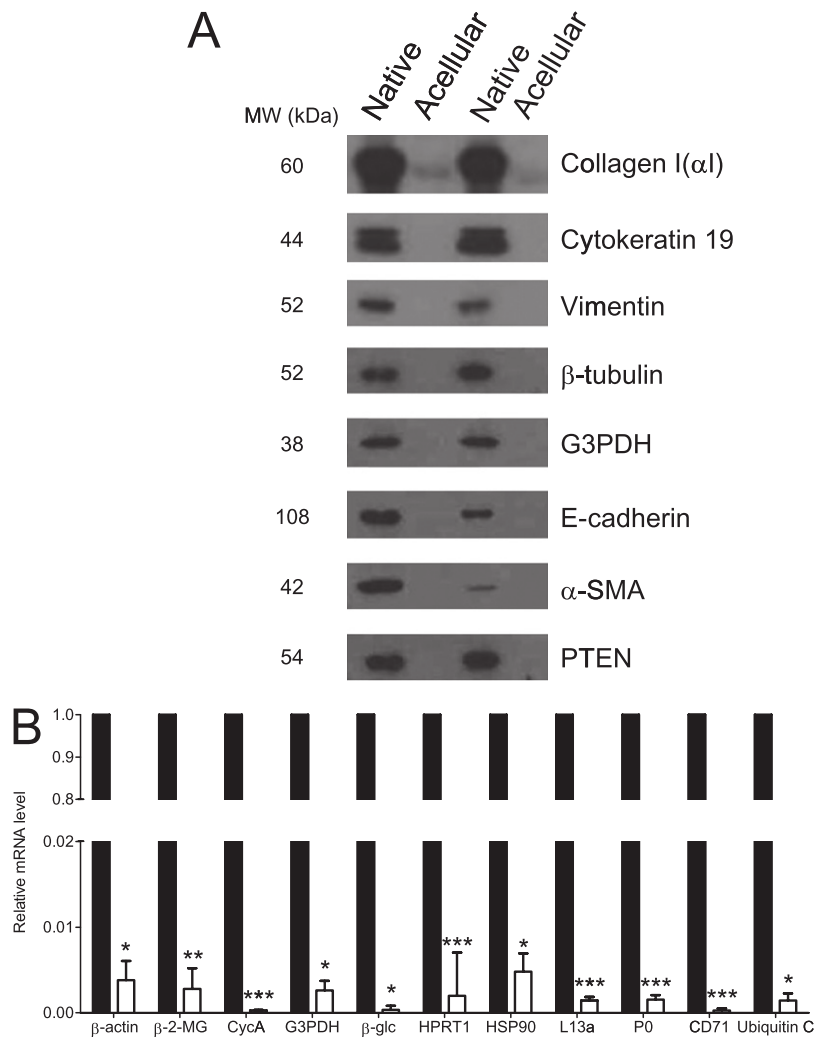 A
Native Acellular Native Acellular
MW (kDa)
60 Collagen I(αI)
44 Cytokeratin 19
52 Vimentin
52 β-tubulin
38 G3PDH
108 E-cadherin
42 α-SMA
54 PTEN
B
Relative mRNA level
1.0
0.9
0.8
0.02
0.01
0.00
* ** *** * * *** * *** *** *** *
β-actin β-2-MG CycA G3PDH β-glc HPRT1 HSP90 L13a P0 CD71 Ubiquitin C